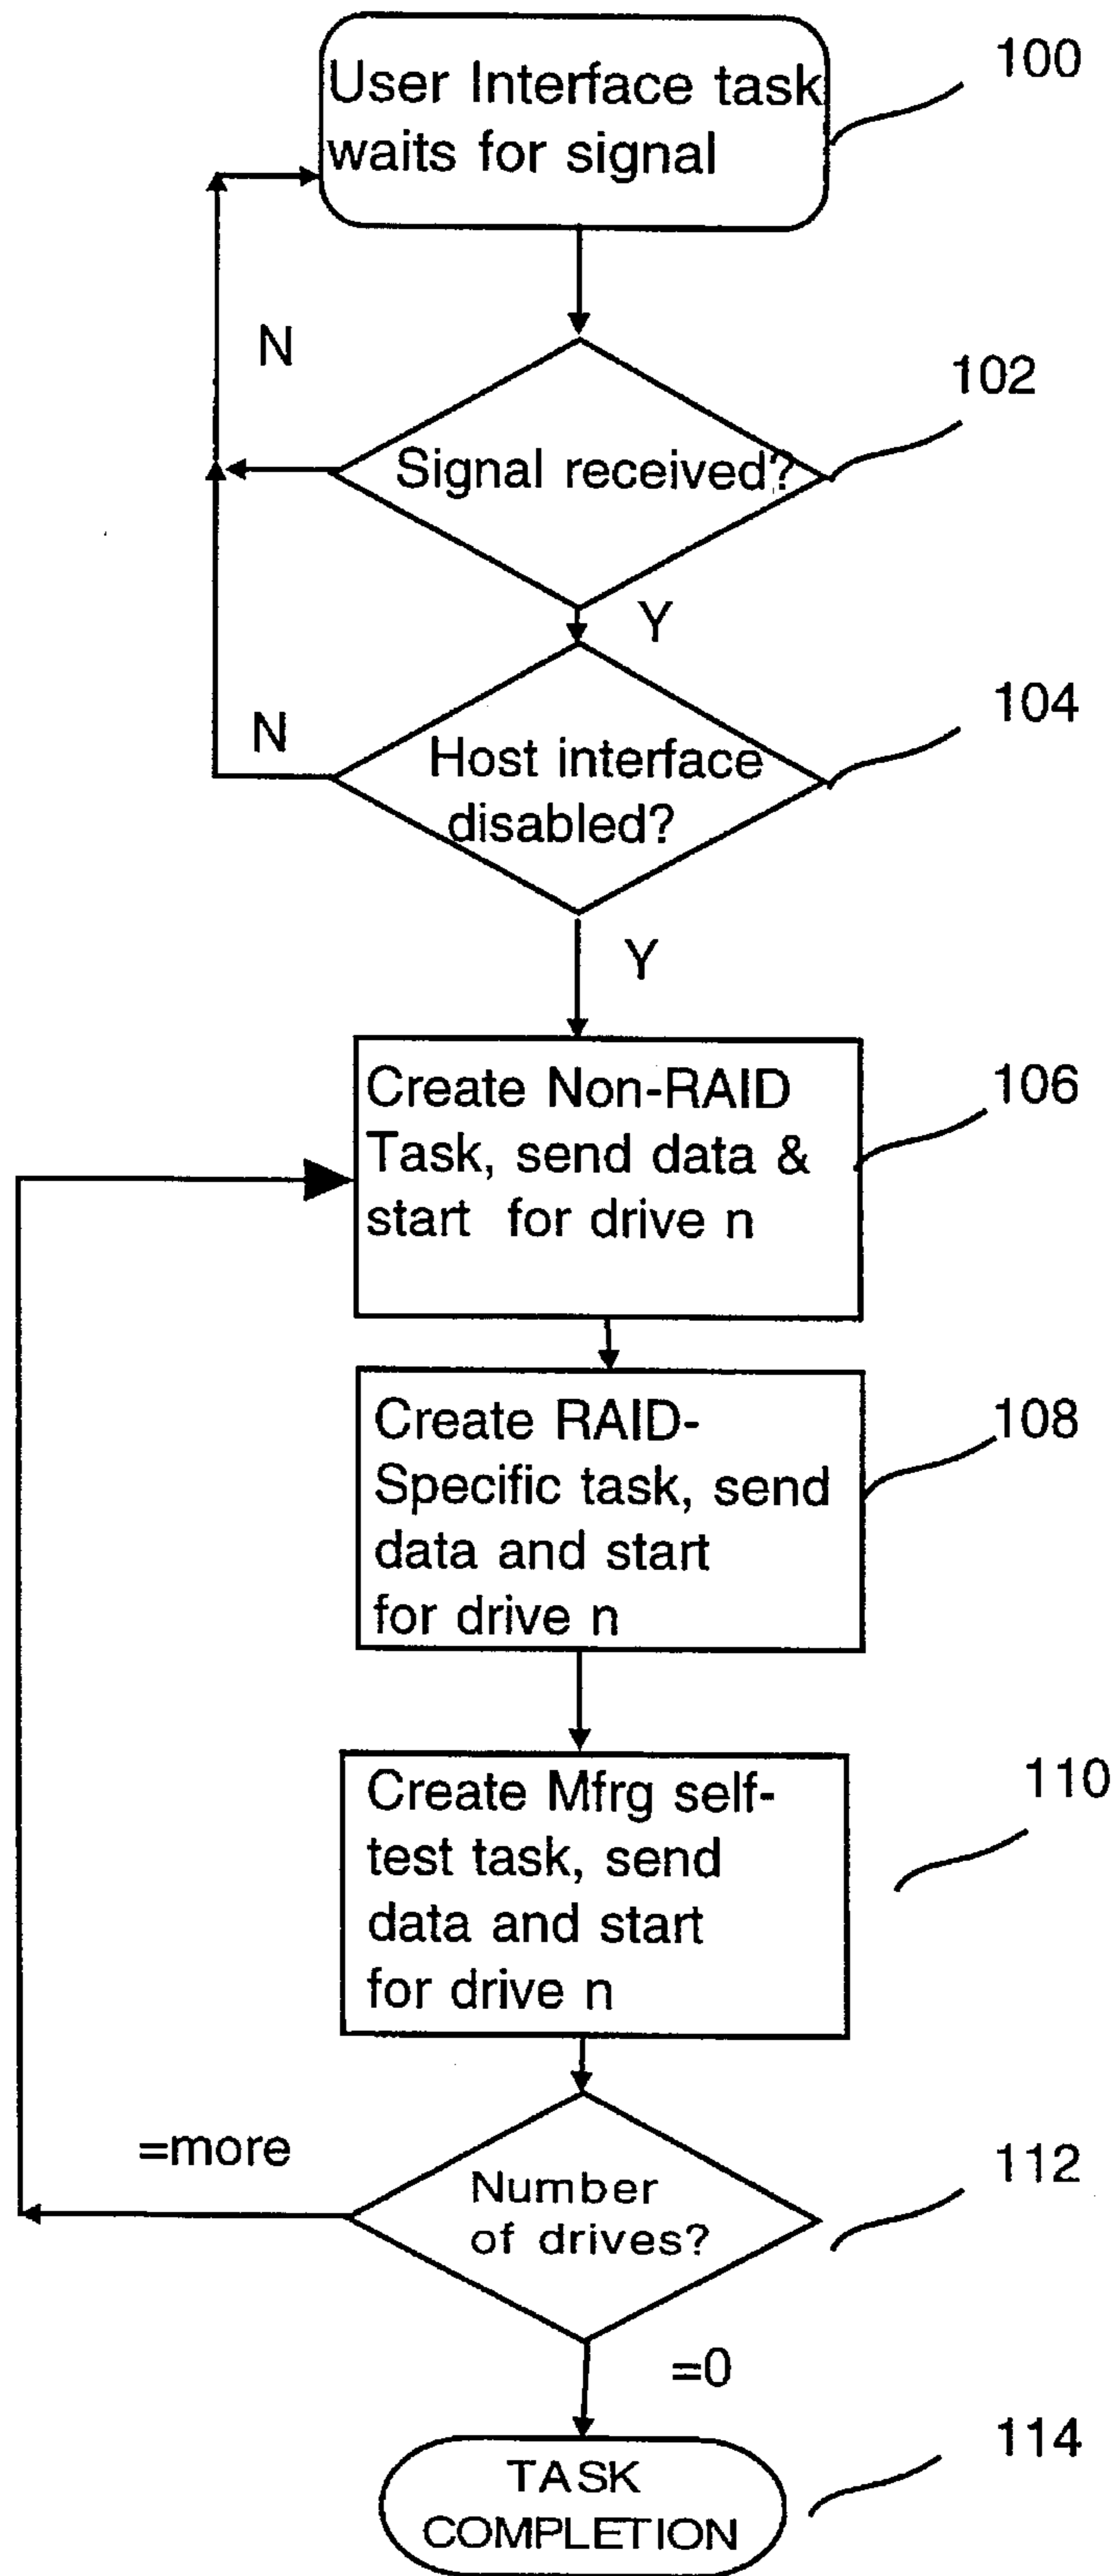 User Interface task
waits for signal
100
N
102
Signal received?
Y
104
N
Host interface
disabled?
Y
Create Non-RAID
Task, send data &
start for drive n
106
Create RAID-
Specific task, send
data and start
for drive n
108
Create Mfrg self-
test task, send
data and start
for drive n
110
=more
Number
of drives?
112
=0
TASK
COMPLETION
114